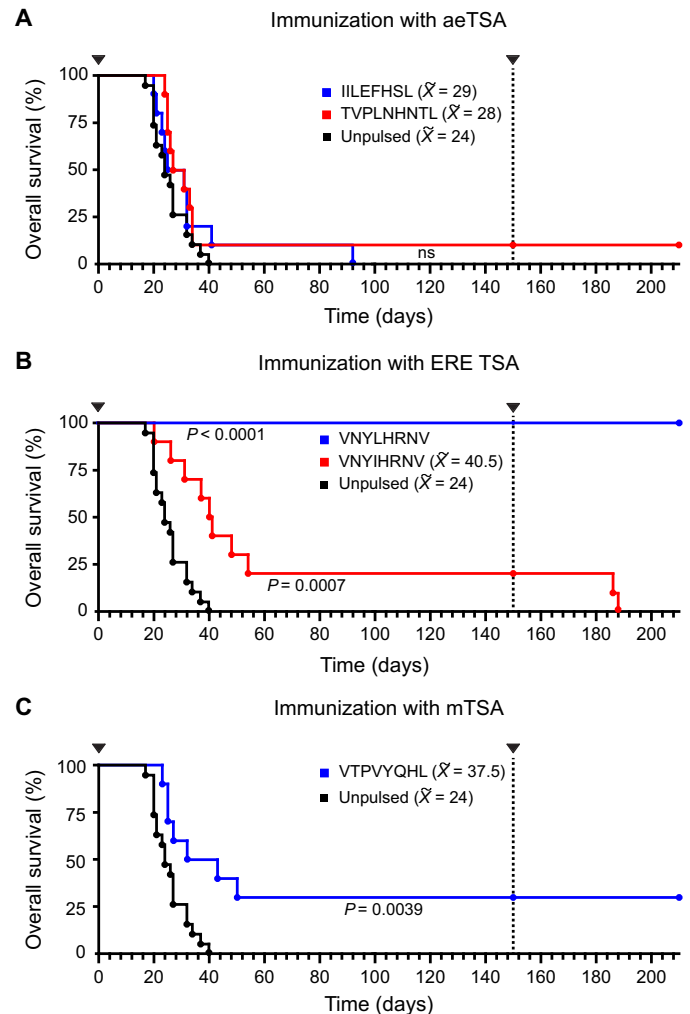 A
Immunization with aeTSA
Overall survival (%)
100
75
50
25
0
IILEFHSL (X̃ = 29)
TVPLNHNTL (X̃ = 28)
Unpulsed (X̃ = 24)
ns
0 20 40 60 80 100 120 140 160 180 200
Time (days)
B
Immunization with ERE TSA
Overall survival (%)
100
75
50
25
0
P < 0.0001
VNYLHRNV
VNYIHRNV (X̃ = 40.5)
Unpulsed (X̃ = 24)
P = 0.0007
0 20 40 60 80 100 120 140 160 180 200
Time (days)
C
Immunization with mTSA
Overall survival (%)
100
75
50
25
0
VTPVYQHL (X̃ = 37.5)
Unpulsed (X̃ = 24)
P = 0.0039
0 20 40 60 80 100 120 140 160 180 200
Time (days)